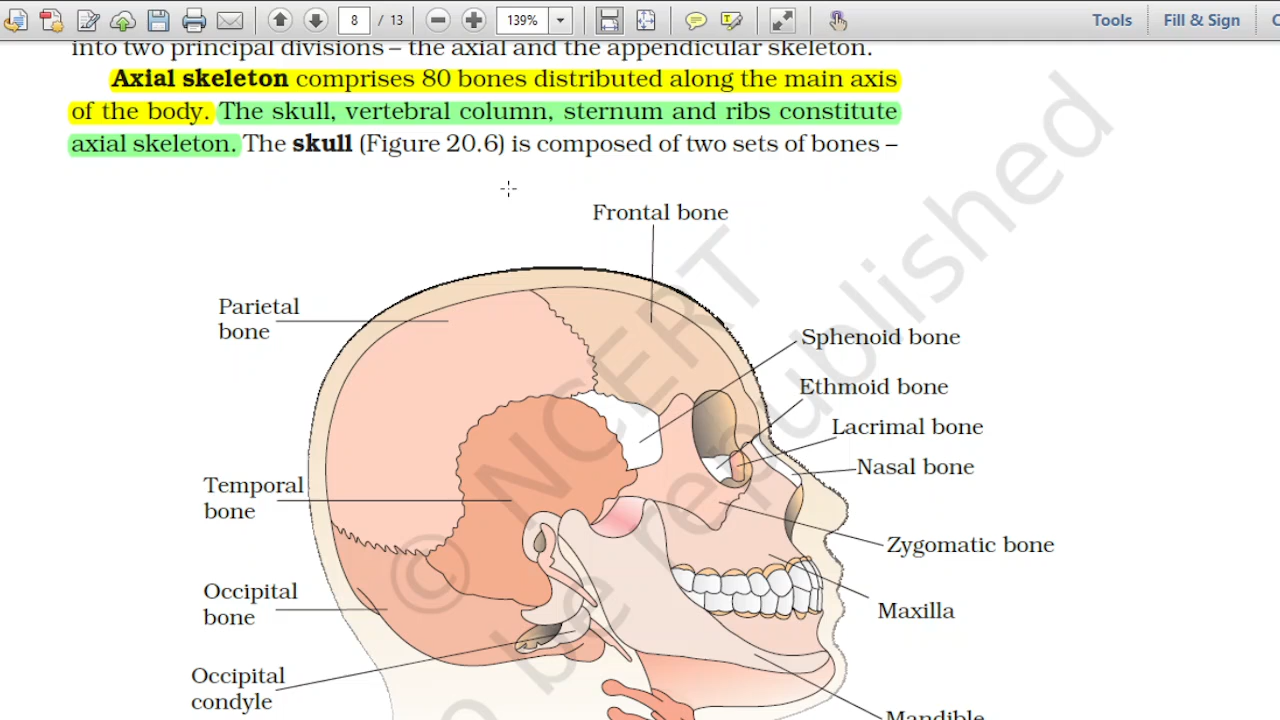 8 / 13
139%
Tools
Fill & Sign
into two principal divisions – the axial and the appendicular skeleton.
Axial skeleton comprises 80 bones distributed along the main axis
of the body. The skull, vertebral column, sternum and ribs constitute
axial skeleton. The skull (Figure 20.6) is composed of two sets of bones –
Frontal bone
Parietal
bone
Sphenoid bone
Ethmoid bone
Lacrimal bone
Nasal bone
Temporal
bone
Zygomatic bone
Occipital
bone
Maxilla
Occipital
condyle
Mandible
© NCERT
be republished